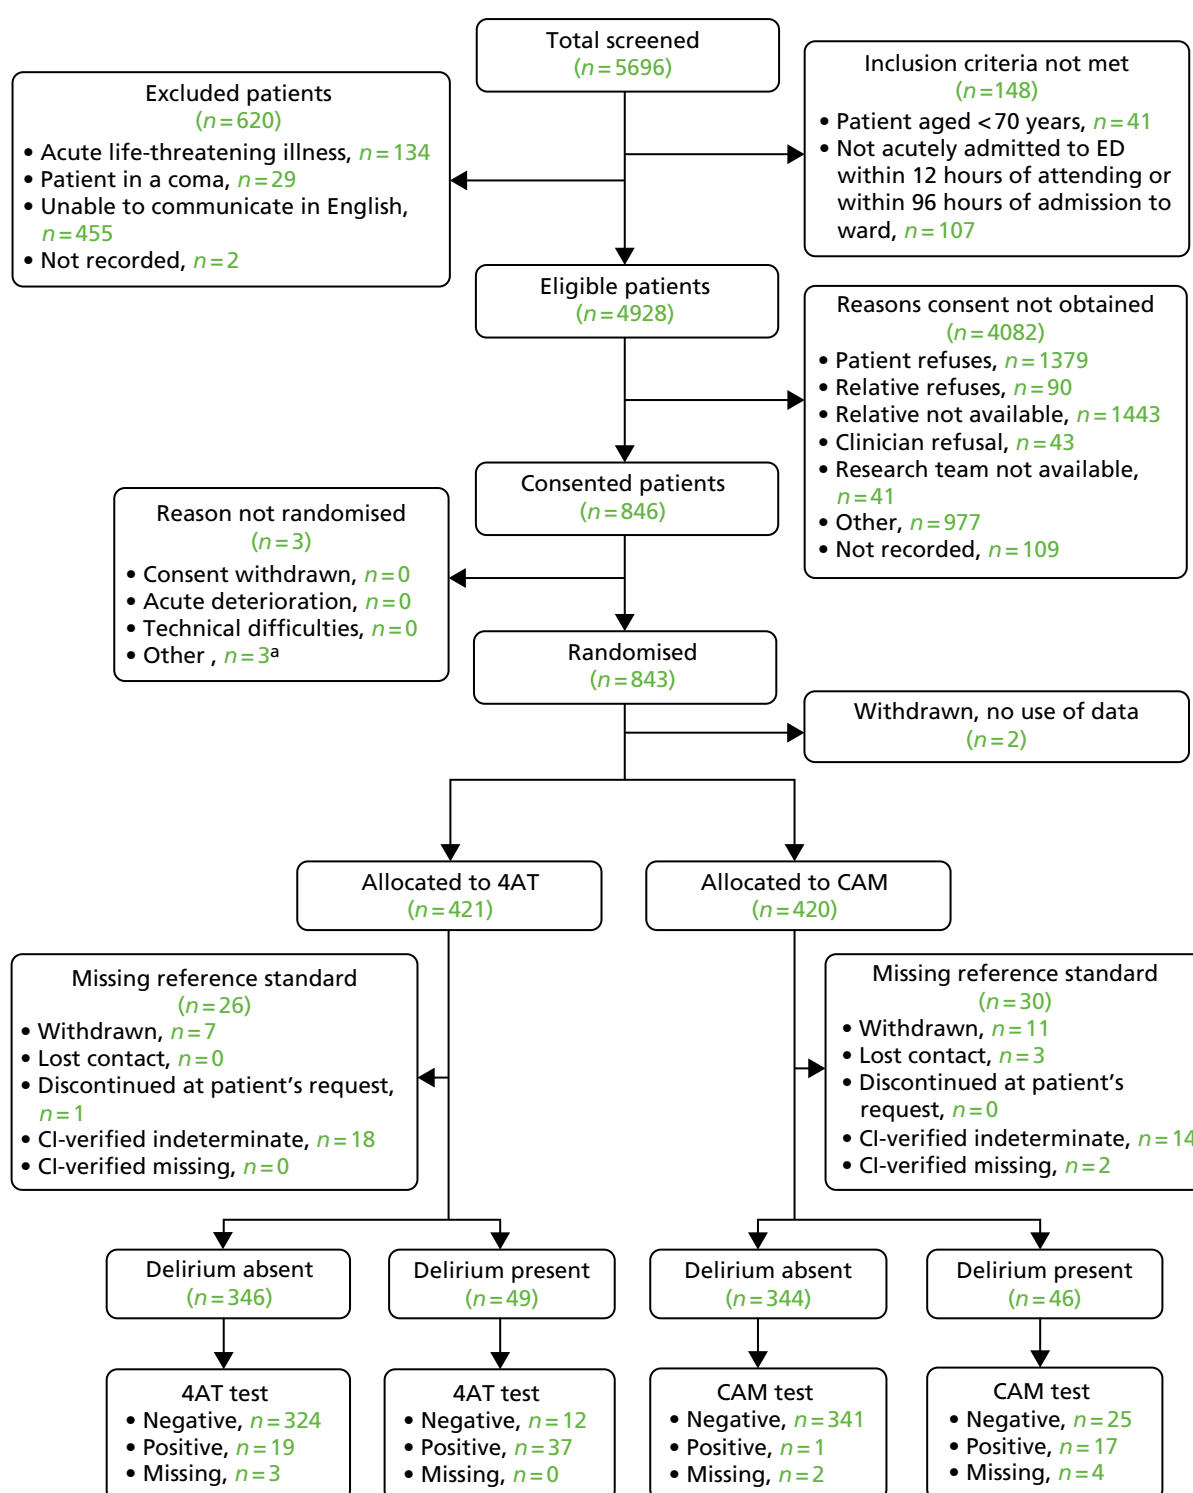 Total screened
(n=5696)
Inclusion criteria not met
(n=148)
• Patient aged <70 years, n=41
• Not acutely admitted to ED
within 12 hours of attending or
within 96 hours of admission to
ward, n=107
Excluded patients
(n=620)
• Acute life-threatening illness, n=134
• Patient in a coma, n=29
• Unable to communicate in English,
n=455
• Not recorded, n=2
Eligible patients
(n=4928)
Reasons consent not obtained
(n=4082)
• Patient refuses, n=1379
• Relative refuses, n=90
• Relative not available, n=1443
• Clinician refusal, n=43
• Research team not available,
n=41
• Other, n=977
• Not recorded, n=109
Consented patients
(n=846)
Reason not randomised
(n=3)
• Consent withdrawn, n=0
• Acute deterioration, n=0
• Technical difficulties, n=0
• Other , n=3a
Randomised
(n=843)
Withdrawn, no use of data
(n=2)
Allocated to 4AT
(n=421)
Allocated to CAM
(n=420)
Missing reference standard
(n=26)
• Withdrawn, n=7
• Lost contact, n=0
• Discontinued at patient's request,
n=1
• CI-verified indeterminate, n=18
• CI-verified missing, n=0
Missing reference standard
(n=30)
• Withdrawn, n=11
• Lost contact, n=3
• Discontinued at patient's
request, n=0
• CI-verified indeterminate, n=14
• CI-verified missing, n=2
Delirium absent
(n=346)
Delirium present
(n=49)
Delirium absent
(n=344)
Delirium present
(n=46)
4AT test
• Negative, n=324
• Positive, n=19
• Missing, n=3
4AT test
• Negative, n=12
• Positive, n=37
• Missing, n=0
CAM test
• Negative, n=341
• Positive, n=1
• Missing, n=2
CAM test
• Negative, n=25
• Positive, n=17
• Missing, n=4